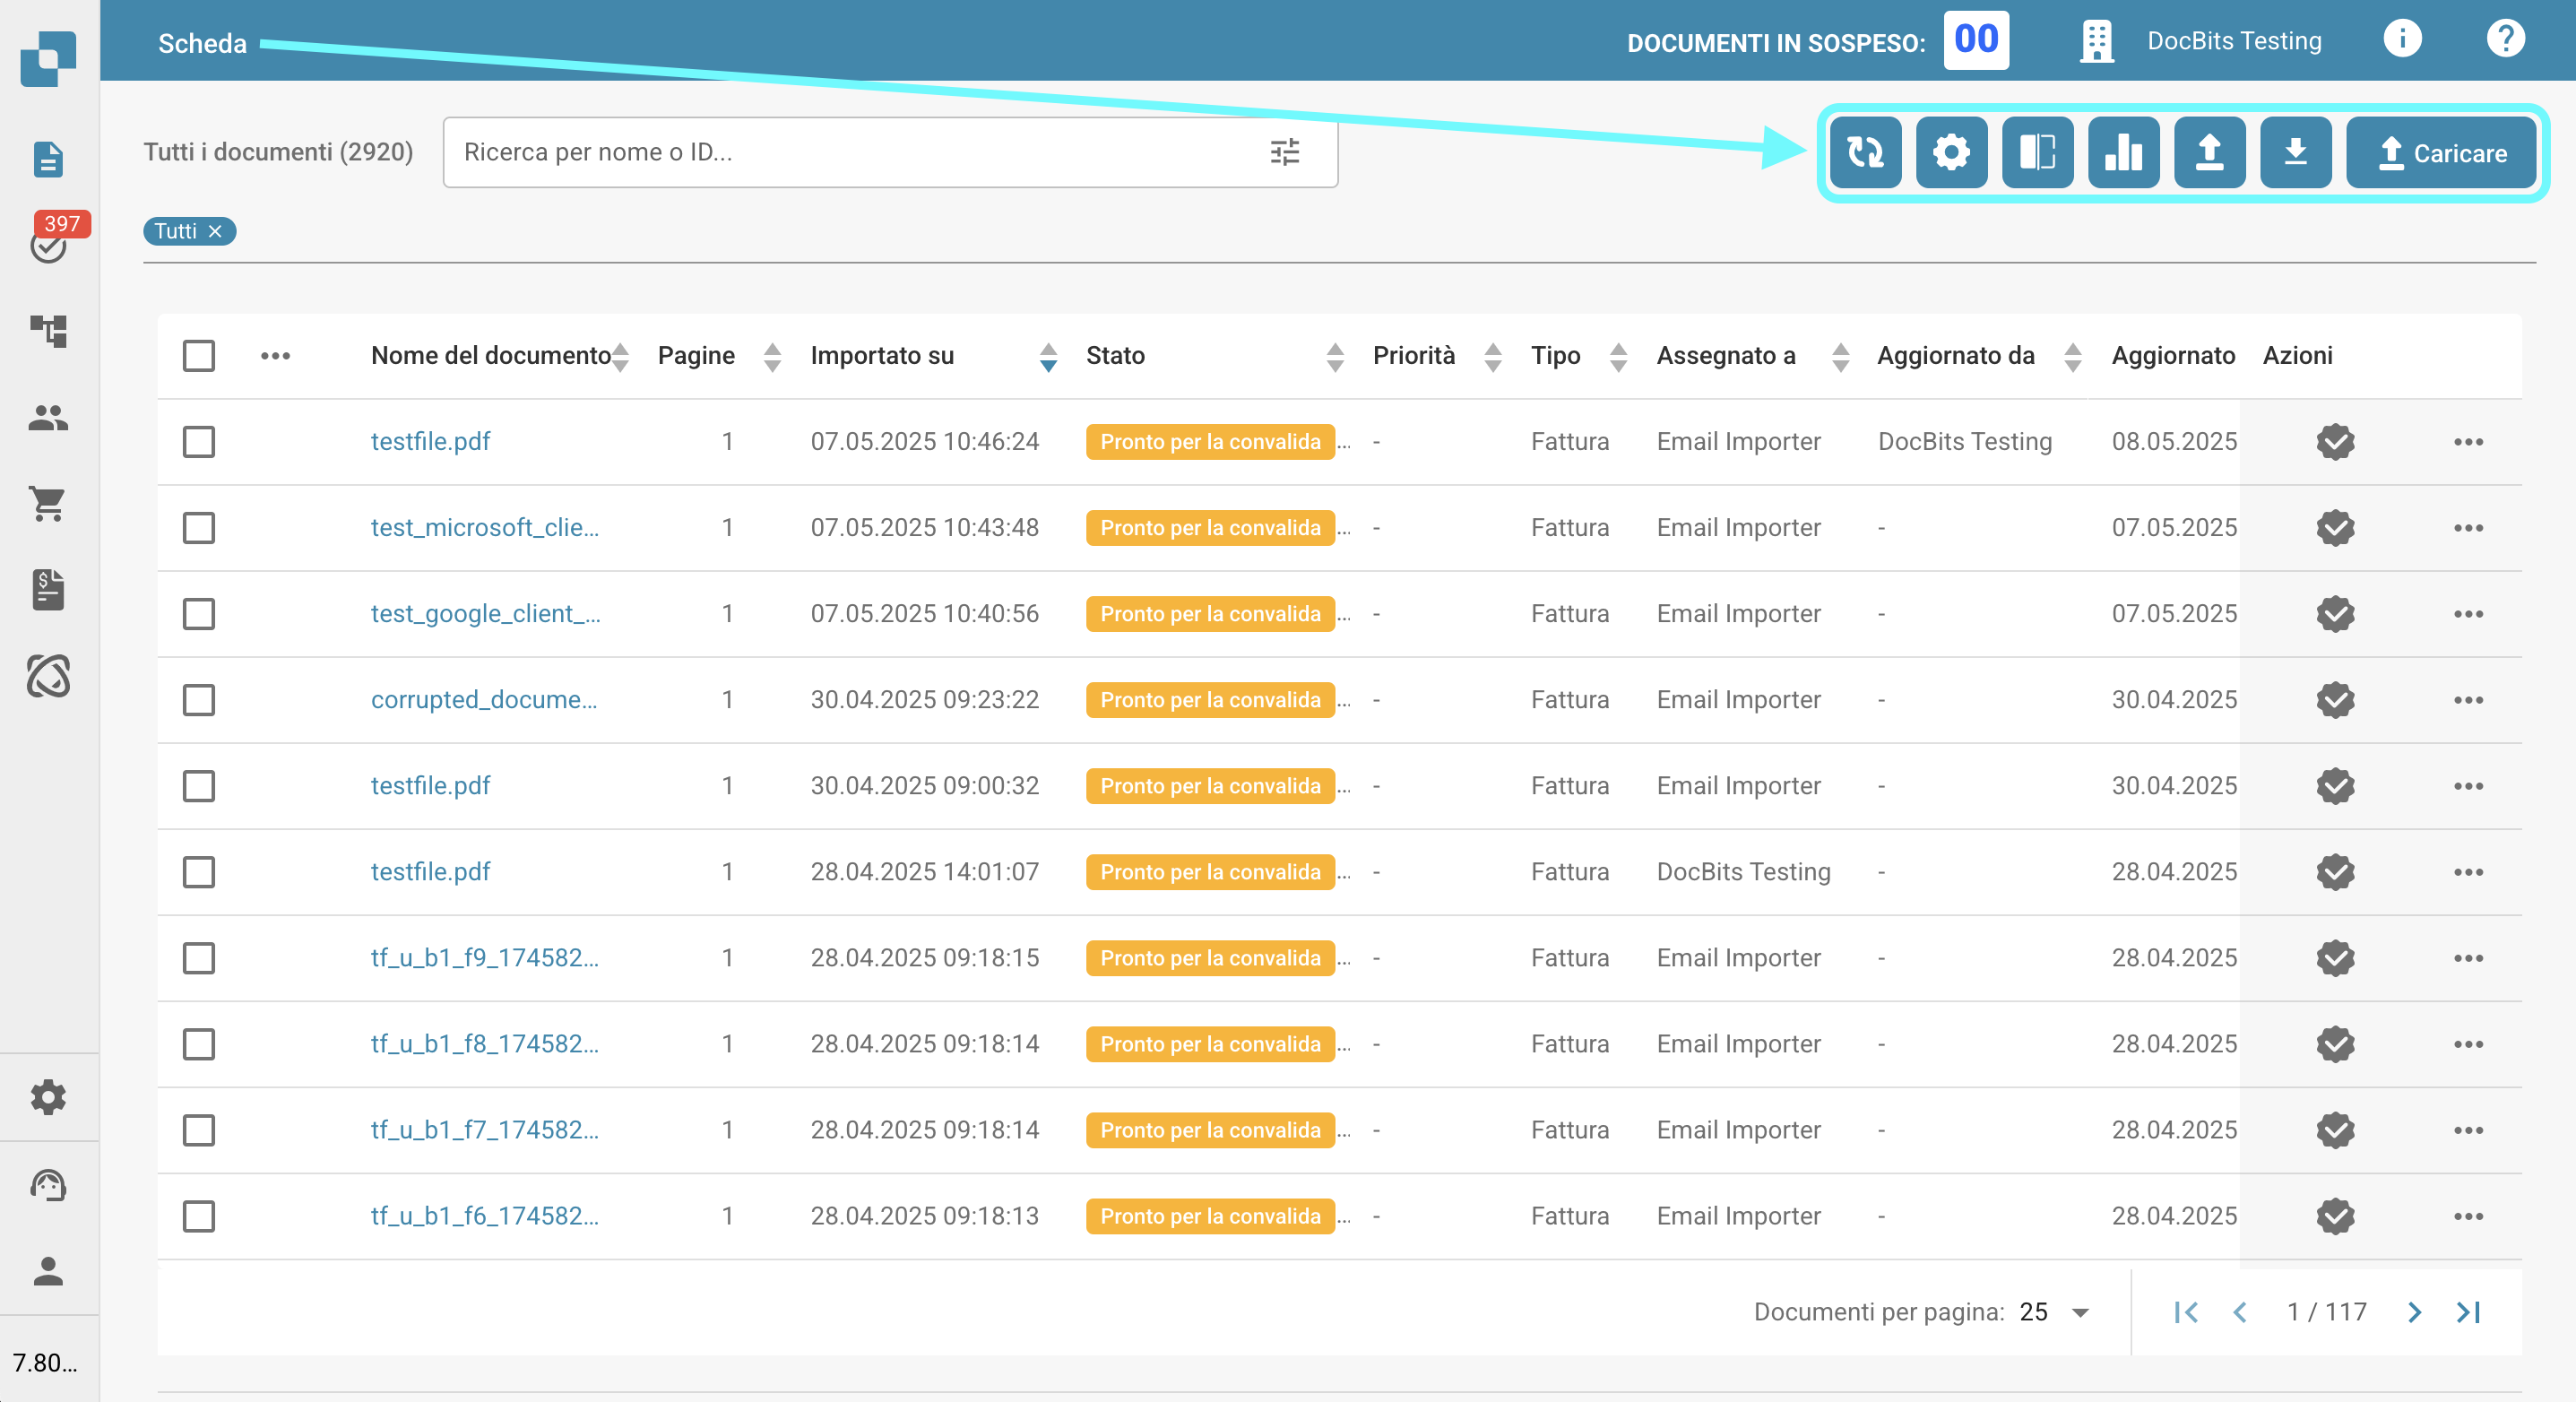 Scheda
DOCUMENTI IN SOSPESO: 00
DocBits Testing
Tutti i documenti (2920)
Ricerca per nome o ID...
Caricare
397
Tutti
Nome del documento Pagine Importato su Stato Priorità Tipo Assegnato a Aggiornato da Aggiornato Azioni
testfile.pdf 1 07.05.2025 10:46:24 Pronto per la convalida ... - Fattura Email Importer DocBits Testing 08.05.2025
test_microsoft_clie... 1 07.05.2025 10:43:48 Pronto per la convalida ... - Fattura Email Importer - 07.05.2025
test_google_client_... 1 07.05.2025 10:40:56 Pronto per la convalida ... - Fattura Email Importer - 07.05.2025
corrupted_docume... 1 30.04.2025 09:23:22 Pronto per la convalida ... - Fattura Email Importer - 30.04.2025
testfile.pdf 1 30.04.2025 09:00:32 Pronto per la convalida ... - Fattura Email Importer - 30.04.2025
testfile.pdf 1 28.04.2025 14:01:07 Pronto per la convalida ... - Fattura DocBits Testing - 28.04.2025
tf_u_b1_f9_174582... 1 28.04.2025 09:18:15 Pronto per la convalida ... - Fattura Email Importer - 28.04.2025
tf_u_b1_f8_174582... 1 28.04.2025 09:18:14 Pronto per la convalida ... - Fattura Email Importer - 28.04.2025
tf_u_b1_f7_174582... 1 28.04.2025 09:18:14 Pronto per la convalida ... - Fattura Email Importer - 28.04.2025
tf_u_b1_f6_174582... 1 28.04.2025 09:18:13 Pronto per la convalida ... - Fattura Email Importer - 28.04.2025
Documenti per pagina: 25 1 / 117
7.80...